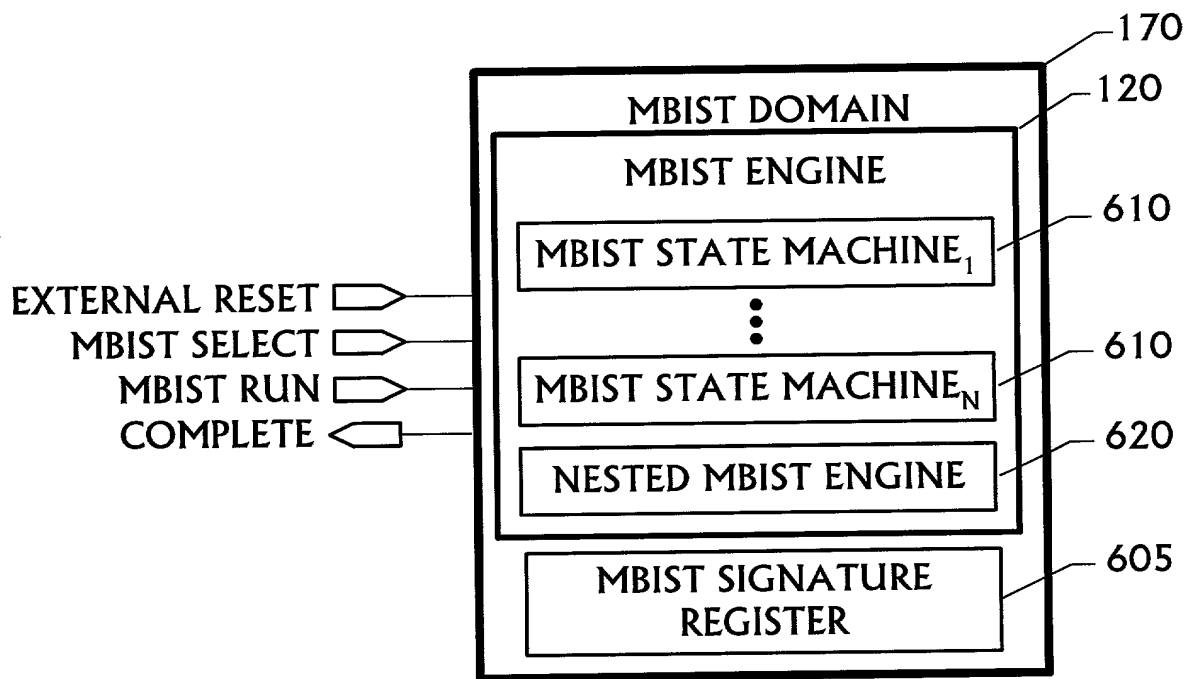 170
MBIST DOMAIN
120
MBIST ENGINE
610
MBIST STATE MACHINE1
EXTERNAL RESET
MBIST SELECT
610
MBIST RUN
MBIST STATE MACHINEN
COMPLETE
620
NESTED MBIST ENGINE
605
MBIST SIGNATURE
REGISTER